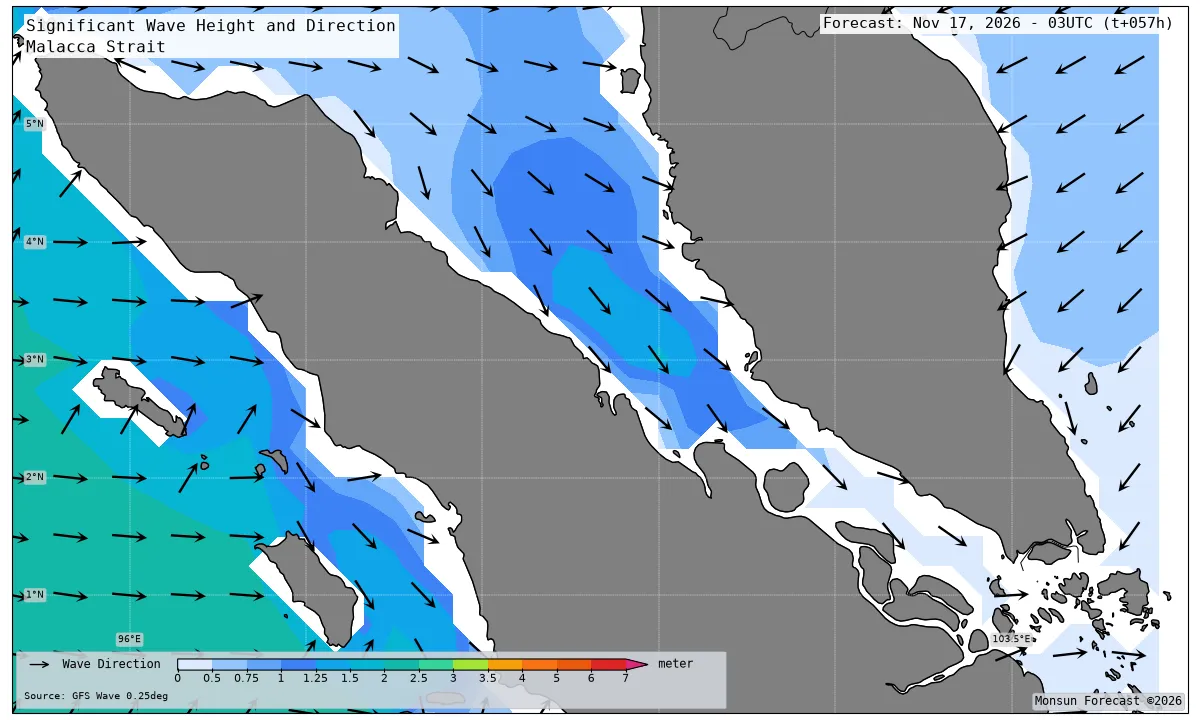 Significant Wave Height and Direction
Malacca Strait
Forecast: Nov 17, 2026 - 03UTC (t+057h)
5°N
4°N
3°N
2°N
1°N
96°E
103.5°E
Wave Direction
meter
0 0.5 0.75 1 1.25 1.5 2 2.5 3 3.5 4 5 6 7
Source: GFS Wave 0.25deg
Monsun Forecast ©2026